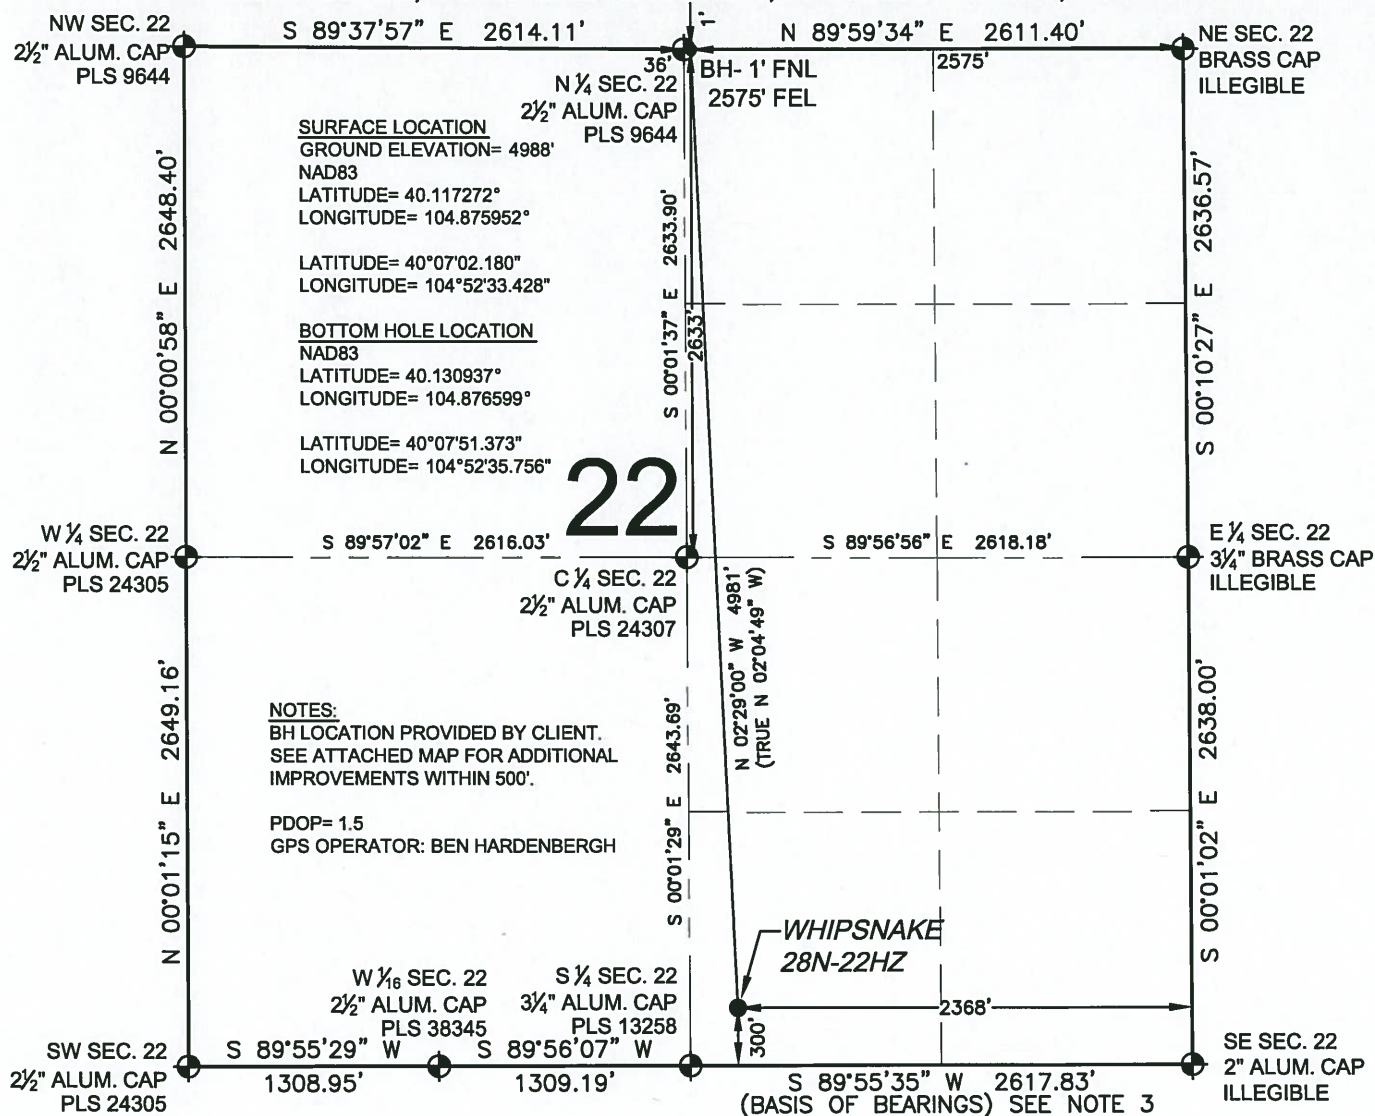 NW SEC. 22
2½" ALUM. CAP
PLS 9644
S 89°37'57" E 2614.11'
1'
N 89°59'34" E 2611.40'
NE SEC. 22
BRASS CAP
ILLEGIBLE
36'
2575'
BH- 1' FNL
2575' FEL
N ¼ SEC. 22
2½" ALUM. CAP
PLS 9644
SURFACE LOCATION
GROUND ELEVATION= 4988'
NAD83
LATITUDE= 40.117272°
LONGITUDE= 104.875952°
LATITUDE= 40°07'02.180"
LONGITUDE= 104°52'33.428"
BOTTOM HOLE LOCATION
NAD83
LATITUDE= 40.130937°
LONGITUDE= 104.876599°
LATITUDE= 40°07'51.373"
LONGITUDE= 104°52'35.756"
N 00°00'58" E 2648.40'
S 00°01'37" E 2633.90'
2633'
S 00°10'27" E 2636.57'
22
W ¼ SEC. 22
2½" ALUM. CAP
PLS 24305
S 89°57'02" E 2616.03'
S 89°56'56" E 2618.18'
E ¼ SEC. 22
3¼" BRASS CAP
ILLEGIBLE
C ¼ SEC. 22
2½" ALUM. CAP
PLS 24307
N 02°29'00" W 4981'
(TRUE N 02°04'49" W)
N 00°01'15" E 2649.16'
NOTES:
BH LOCATION PROVIDED BY CLIENT.
SEE ATTACHED MAP FOR ADDITIONAL
IMPROVEMENTS WITHIN 500'.
PDOP= 1.5
GPS OPERATOR: BEN HARDENBERGH
S 00°01'29" E 2643.69'
S 00°01'02" E 2638.00'
WHIPSNAKE
28N-22HZ
2368'
300'
W 1⁄16 SEC. 22
2½" ALUM. CAP
PLS 38345
S ¼ SEC. 22
3¼" ALUM. CAP
PLS 13258
SW SEC. 22
2½" ALUM. CAP
PLS 24305
S 89°55'29" W
1308.95'
S 89°56'07" W
1309.19'
S 89°55'35" W 2617.83'
(BASIS OF BEARINGS) SEE NOTE 3
SE SEC. 22
2" ALUM. CAP
ILLEGIBLE